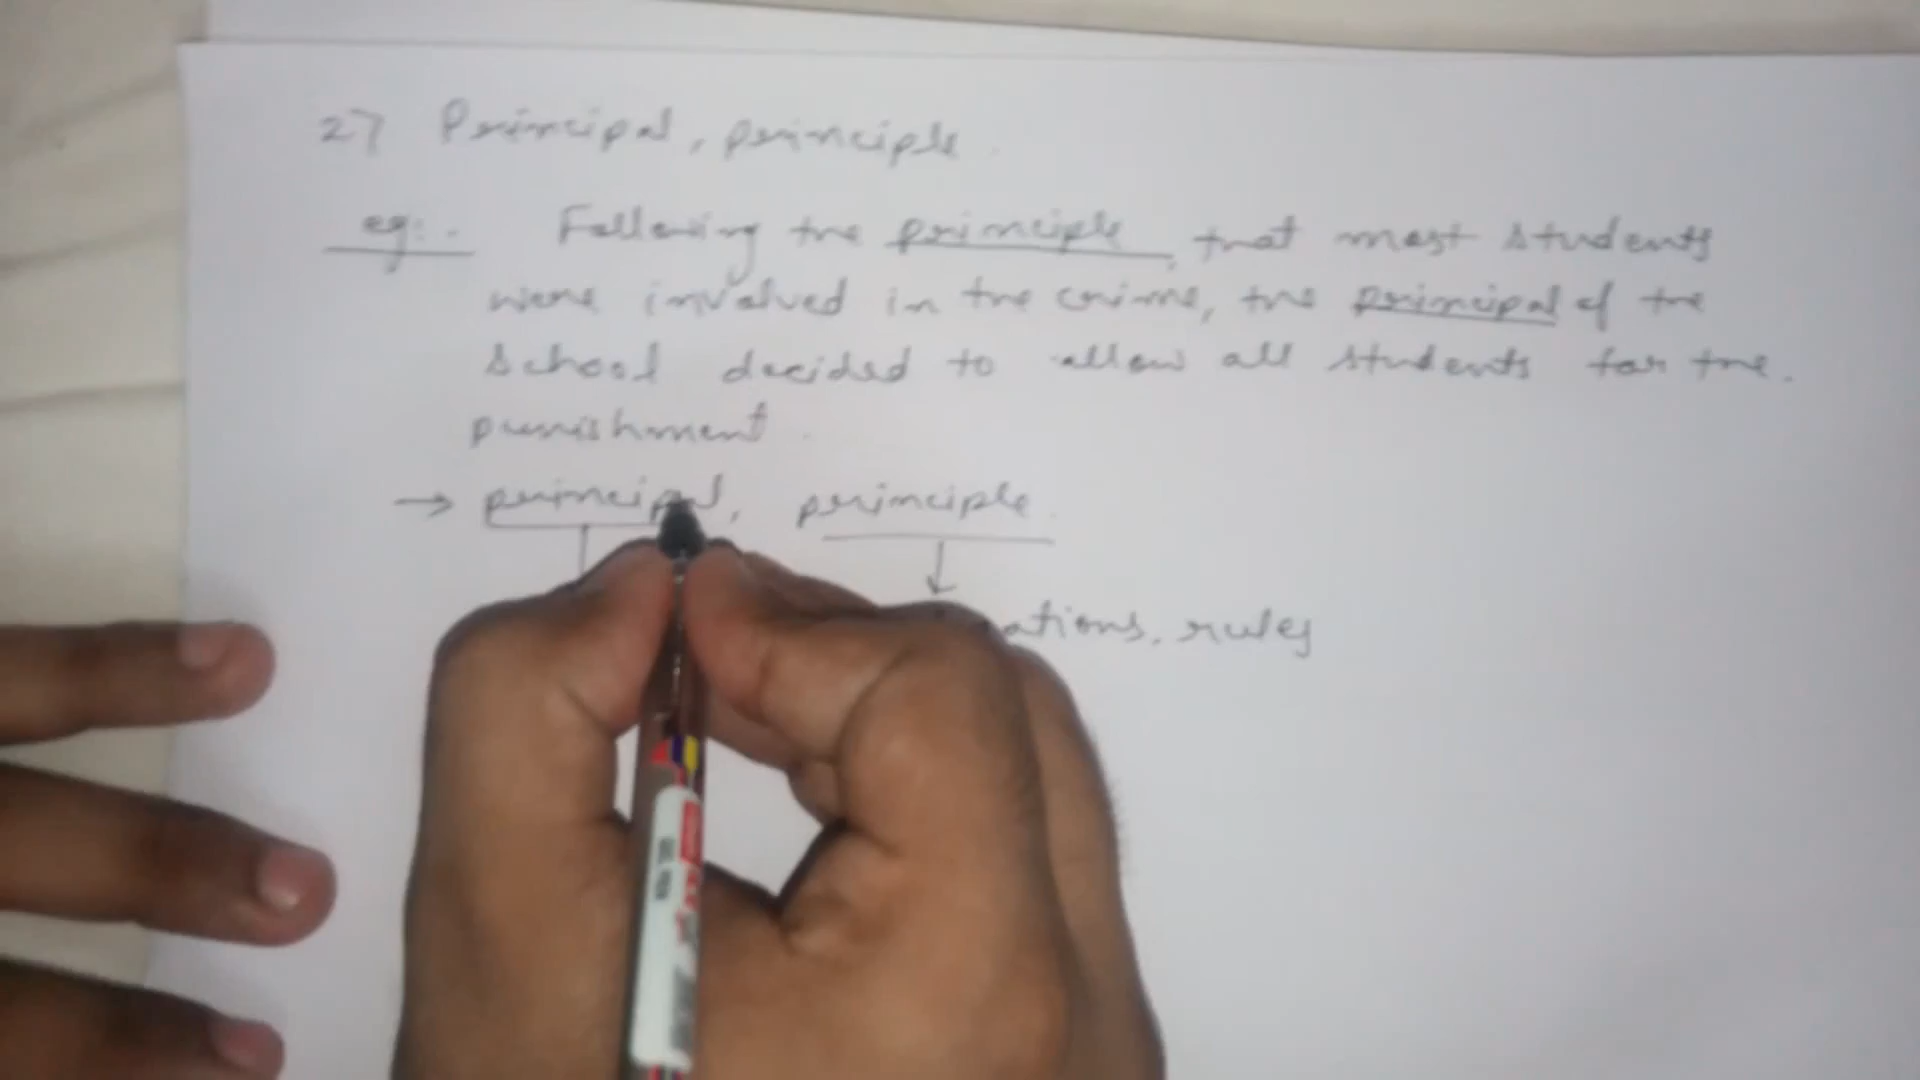 27 Principal, principle.
eg:- Following the principle, that most students
were involved in the crime, the principal of the
school decided to allow all students for the.
punishment.
→ principal, principle.
ations, rules